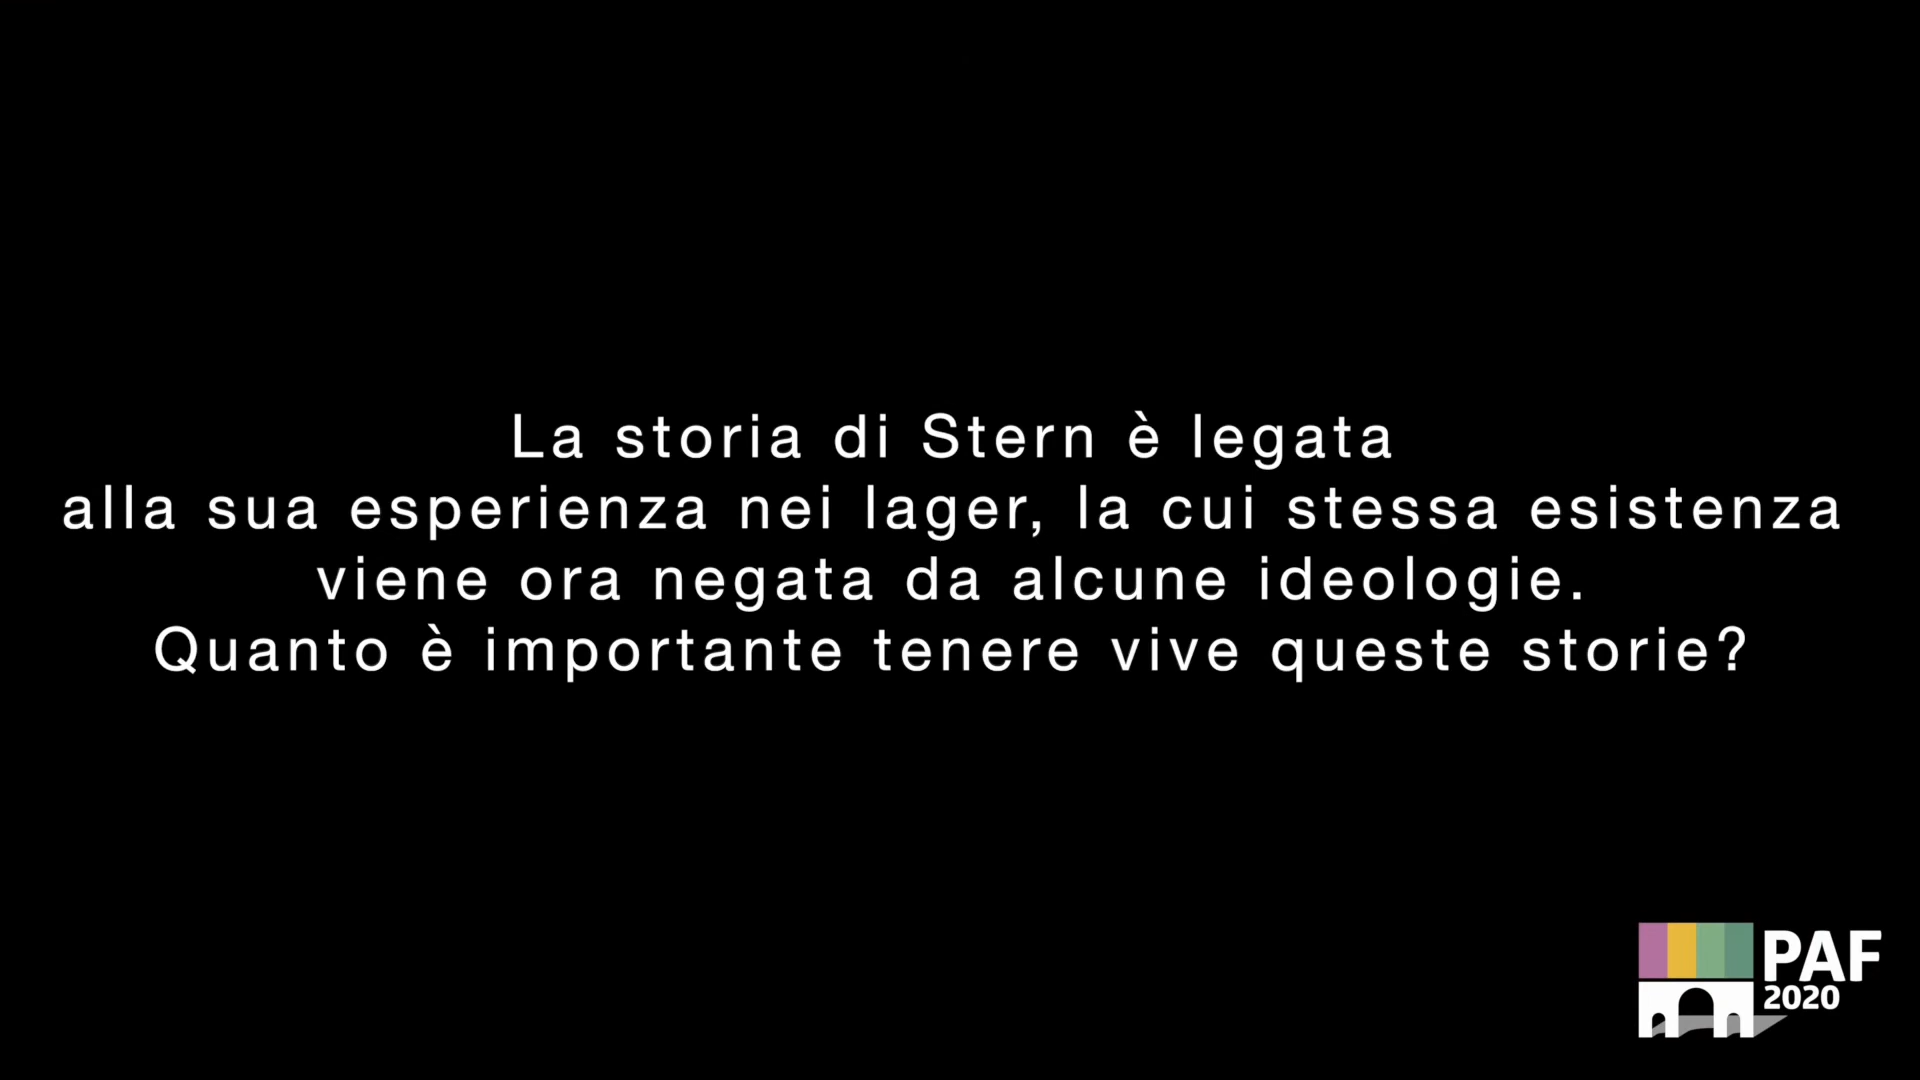 La storia di Stern è legata
alla sua esperienza nei lager, la cui stessa esistenza
viene ora negata da alcune ideologie.
Quanto è importante tenere vive queste storie?
PAF
2020